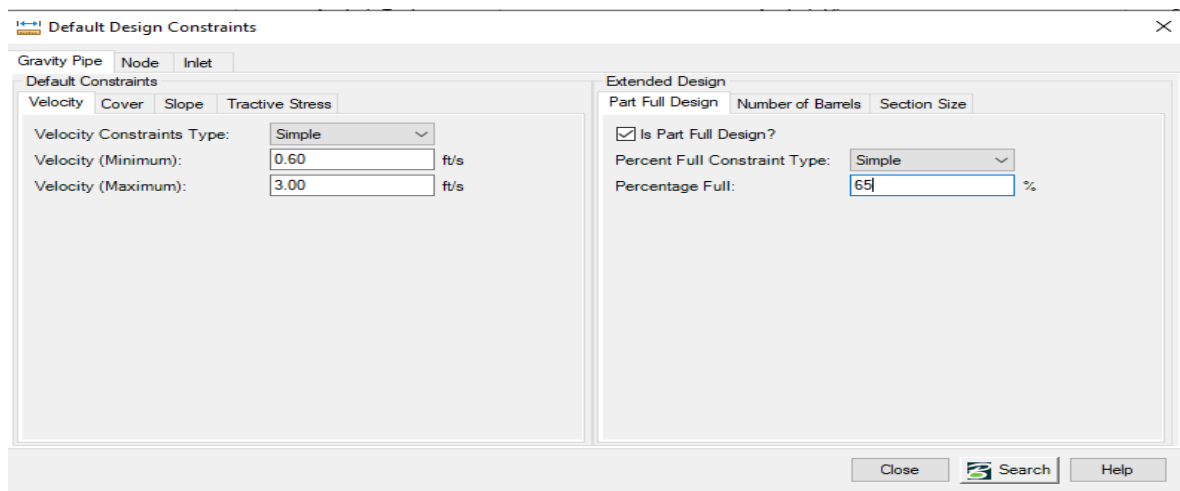 Default Design Constraints
Gravity Pipe Node Inlet
Default Constraints
Velocity Cover Slope Tractive Stress
Velocity Constraints Type: Simple
Velocity (Minimum): 0.60 ft/s
Velocity (Maximum): 3.00 ft/s
Extended Design
Part Full Design Number of Barrels Section Size
Is Part Full Design?
Percent Full Constraint Type: Simple
Percentage Full: 65 %
Close Search Help